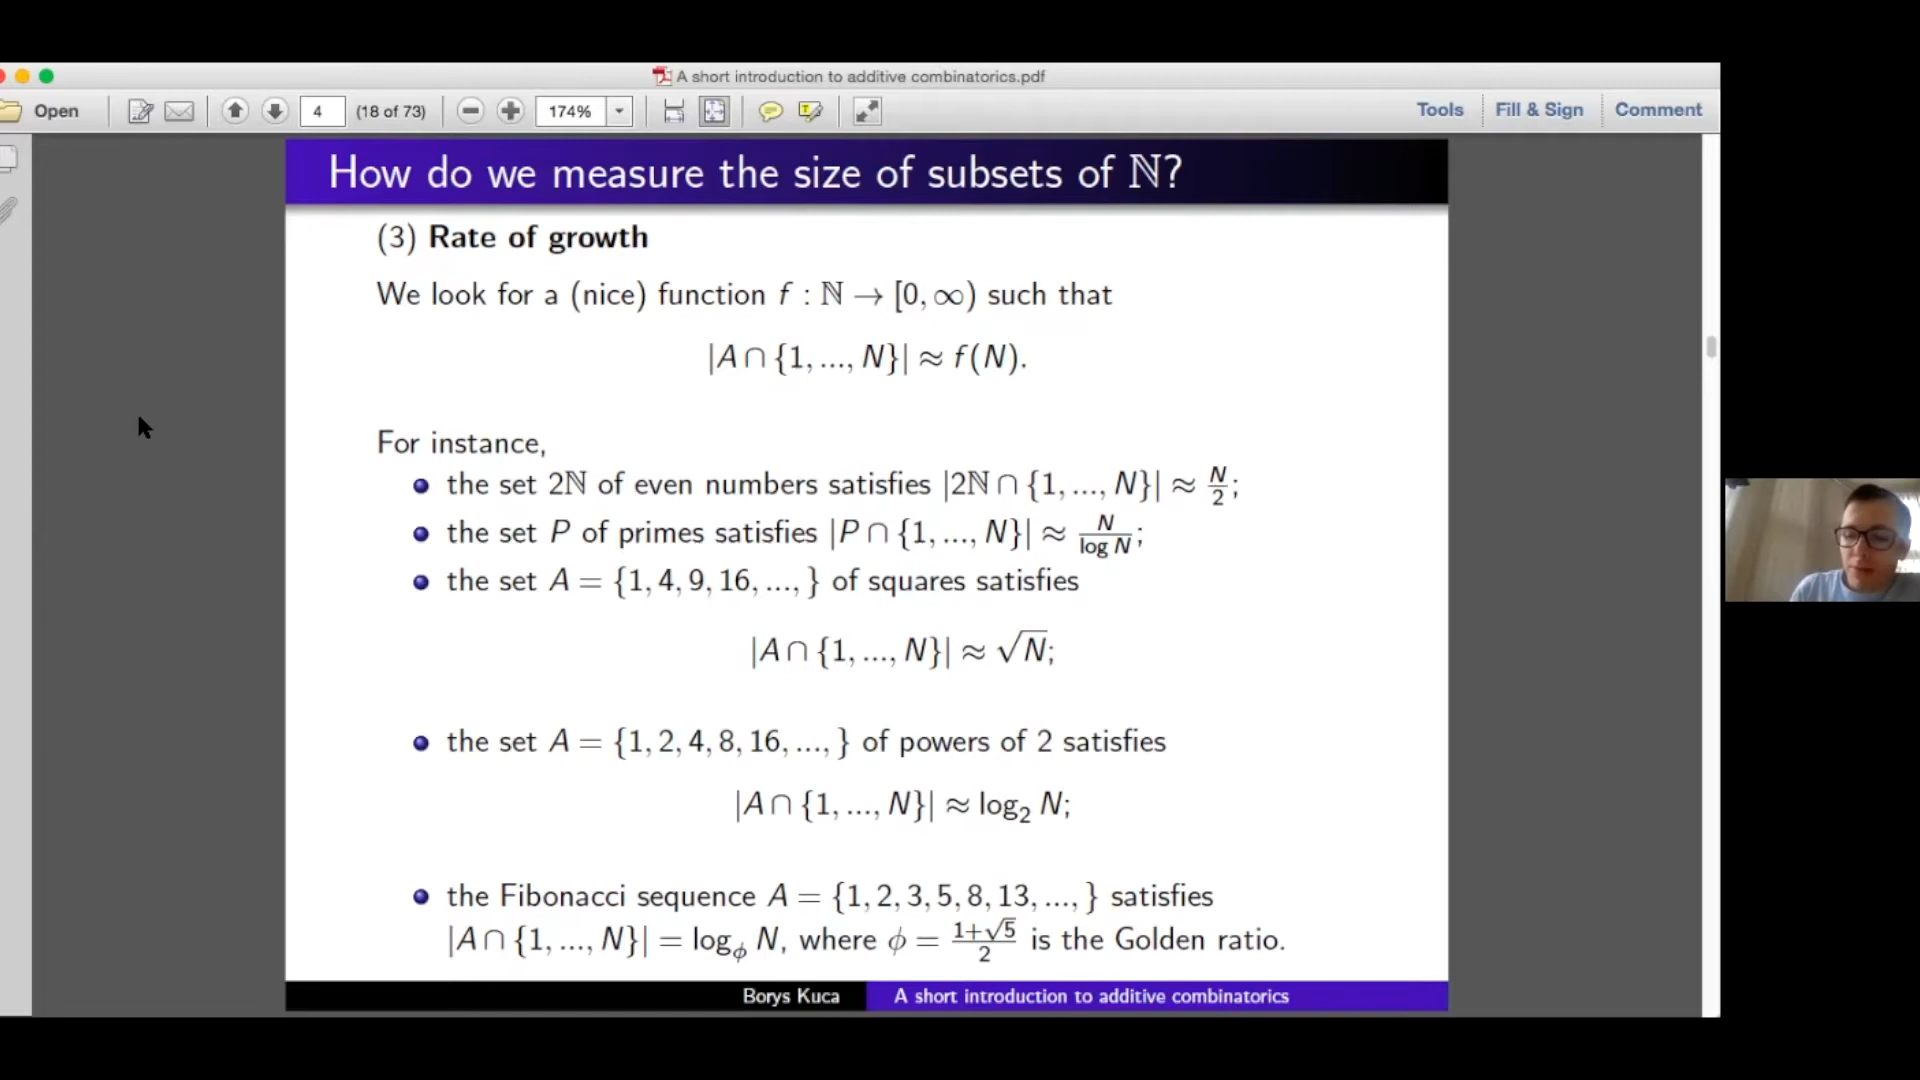 A short introduction to additive combinatorics.pdf
Open
4
(18 of 73)
174%
Tools
Fill & Sign
Comment
How do we measure the size of subsets of ℕ?
(3) Rate of growth
We look for a (nice) function f : ℕ → [0, ∞) such that
|A ∩ {1, ..., N}| ≈ f(N).
For instance,
the set 2ℕ of even numbers satisfies |2ℕ ∩ {1, ..., N}| ≈ N/2;
the set P of primes satisfies |P ∩ {1, ..., N}| ≈ N/log N;
the set A = {1, 4, 9, 16, ..., } of squares satisfies
|A ∩ {1, ..., N}| ≈ √N;
the set A = {1, 2, 4, 8, 16, ..., } of powers of 2 satisfies
|A ∩ {1, ..., N}| ≈ log₂ N;
the Fibonacci sequence A = {1, 2, 3, 5, 8, 13, ..., } satisfies
|A ∩ {1, ..., N}| = log_ϕ N, where ϕ = (1+√5)/2 is the Golden ratio.
Borys Kuca
A short introduction to additive combinatorics